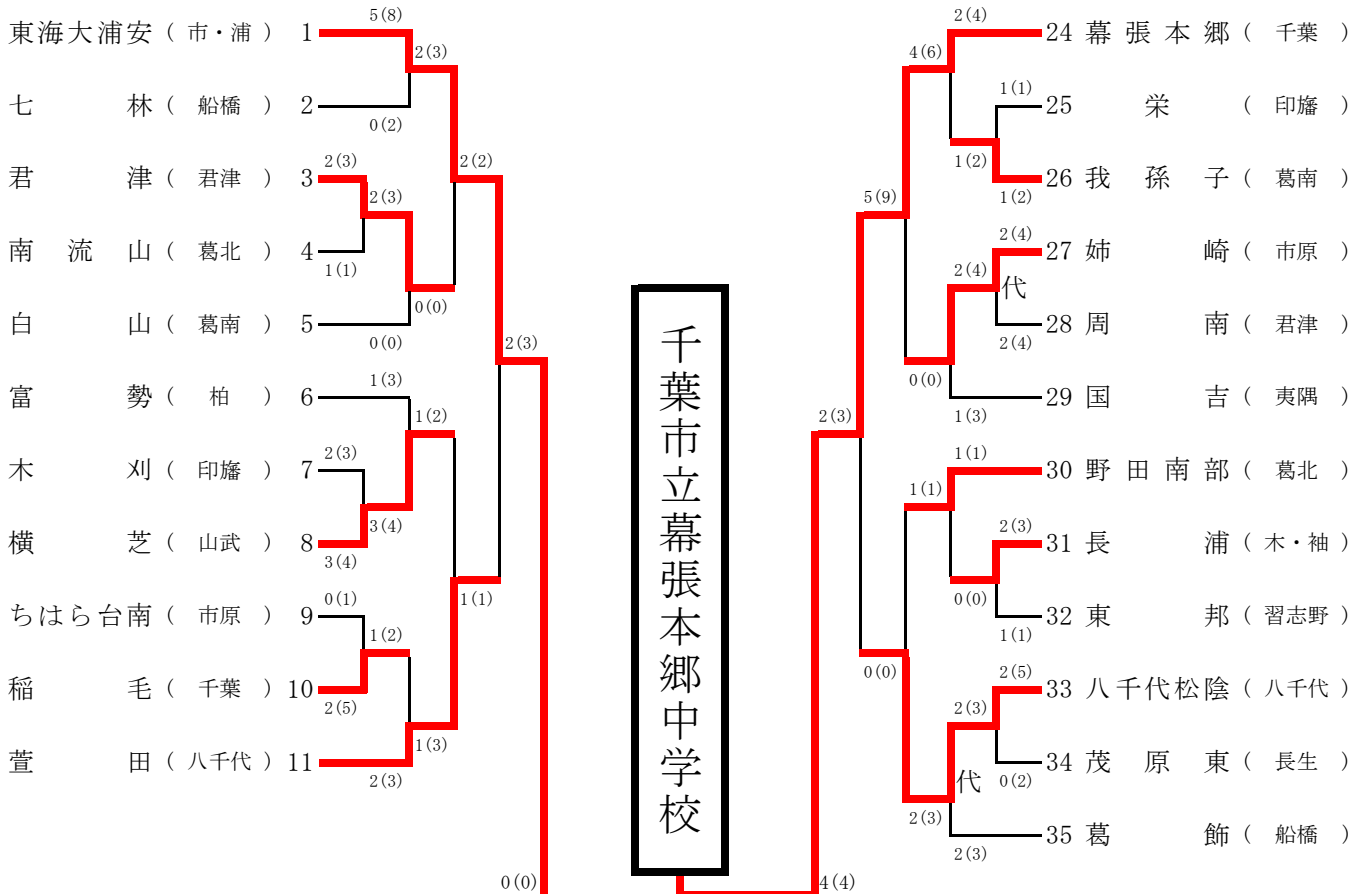 東海大浦安 ( 市・浦 ) 1
七林 ( 船橋 ) 2
君津 ( 君津 ) 3
南流山 ( 葛北 ) 4
白山 ( 葛南 ) 5
富勢 ( 柏 ) 6
木刈 ( 印旛 ) 7
横芝 ( 山武 ) 8
ちはら台南 ( 市原 ) 9
稲毛 ( 千葉 ) 10
萱田 ( 八千代 ) 11
5(8)
2(3)
0(2)
2(3)
2(2)
2(3)
1(1)
0(0)
0(0)
2(3)
1(3)
1(2)
2(3)
3(4)
3(4)
0(1)
1(1)
1(2)
2(5)
1(3)
2(3)
0(0)
千葉市立幕張本郷中学校
4(4)
2(3)
5(9)
0(0)
4(6)
0(0)
1(1)
2(3)
2(4)
1(1)
1(2)
1(2)
2(4)
2(4)
代
2(4)
1(3)
1(1)
2(3)
0(0)
1(1)
2(5)
2(3)
0(2)
代
2(3)
24 幕張本郷 ( 千葉 )
25 栄 ( 印旛 )
26 我孫子 ( 葛南 )
27 姉崎 ( 市原 )
28 周南 ( 君津 )
29 国吉 ( 夷隅 )
30 野田南部 ( 葛北 )
31 長浦 ( 木・袖 )
32 東邦 ( 習志野 )
33 八千代松陰 ( 八千代 )
34 茂原東 ( 長生 )
35 葛飾 ( 船橋 )